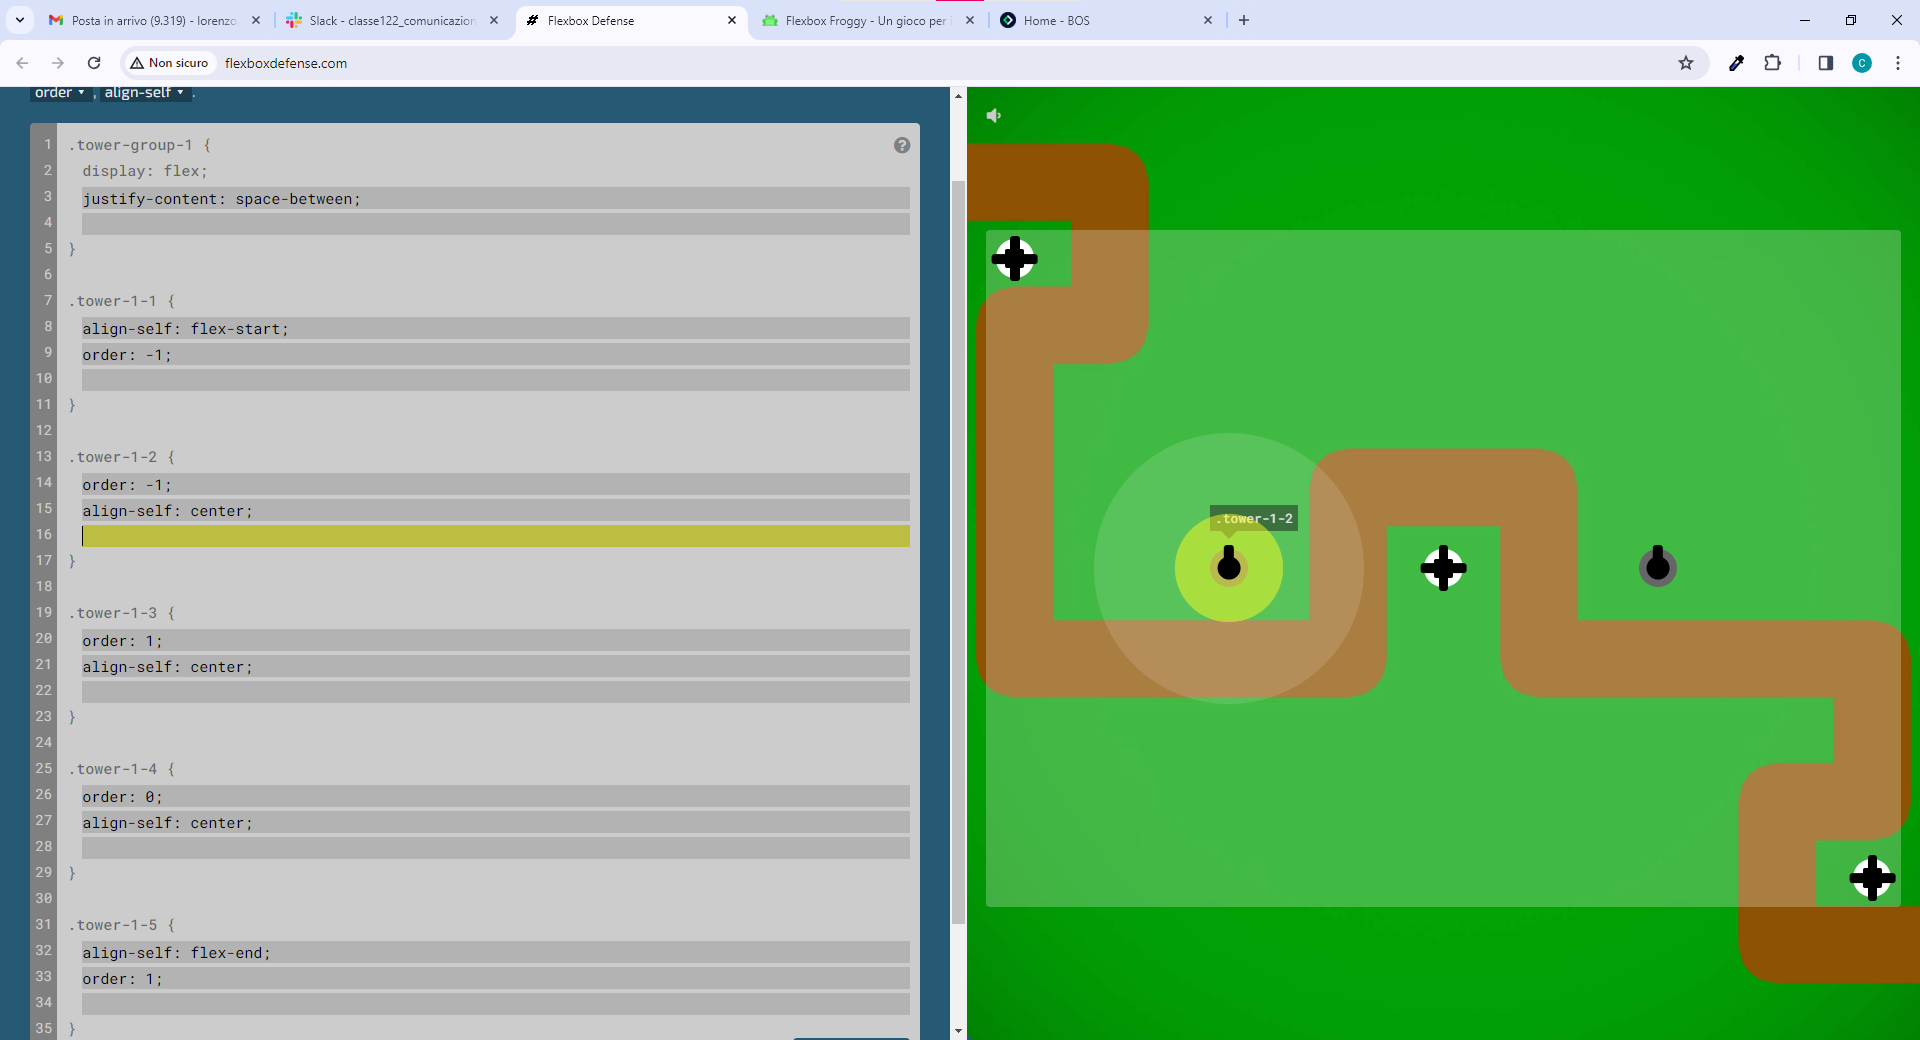 Posta in arrivo (9.319) - lorenzo
Slack - classe122_comunicazion
Flexbox Defense
Flexbox Froggy - Un gioco per i
Home - BOS
Non sicuro
flexboxdefense.com
C
order , align-self .
1 .tower-group-1 {
?
2 display: flex;
3 justify-content: space-between;
4
5 }
6
7 .tower-1-1 {
8 align-self: flex-start;
9 order: -1;
10
11 }
12
13 .tower-1-2 {
14 order: -1;
15 align-self: center;
16
17 }
18
19 .tower-1-3 {
20 order: 1;
21 align-self: center;
22
23 }
24
25 .tower-1-4 {
26 order: 0;
27 align-self: center;
28
29 }
30
31 .tower-1-5 {
32 align-self: flex-end;
33 order: 1;
34
35 }
.tower-1-2